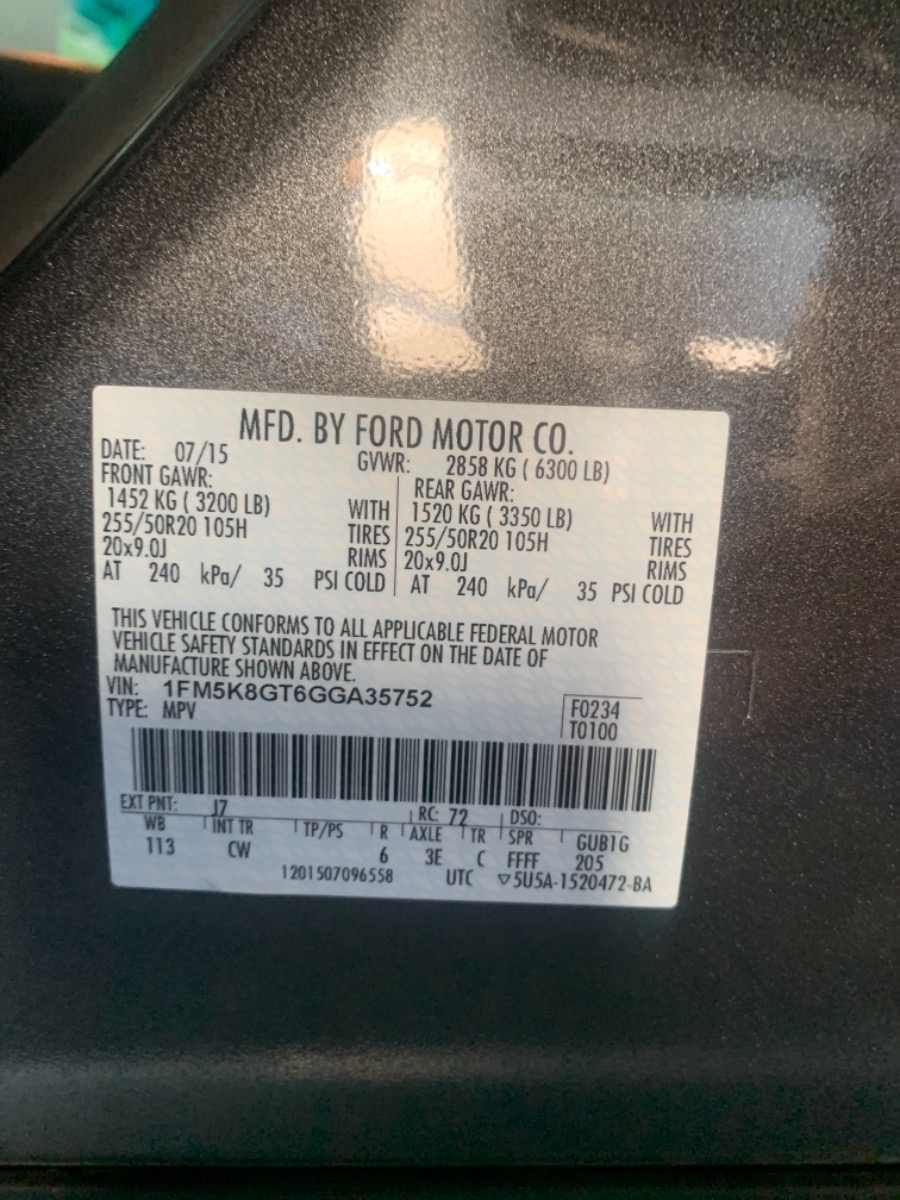 MFD. BY FORD MOTOR CO.
DATE: 07/15 GVWR: 2858 KG ( 6300 LB)
FRONT GAWR: REAR GAWR:
1452 KG ( 3200 LB) WITH 1520 KG ( 3350 LB) WITH
255/50R20 105H TIRES 255/50R20 105H TIRES
20x9.0J RIMS 20x9.0J RIMS
AT 240 kPa/ 35 PSI COLD AT 240 kPa/ 35 PSI COLD
THIS VEHICLE CONFORMS TO ALL APPLICABLE FEDERAL MOTOR
VEHICLE SAFETY STANDARDS IN EFFECT ON THE DATE OF
MANUFACTURE SHOWN ABOVE.
VIN: 1FM5K8GT6GGA35752 F0234
TYPE: MPV T0100
EXT PNT: J7 RC: 72 DSO:
WB INT TR TP/PS R AXLE TR SPR GUB1G
113 CW 6 3E C FFFF 205
1201507096558 UTC ▽5U5A-1520472-BA